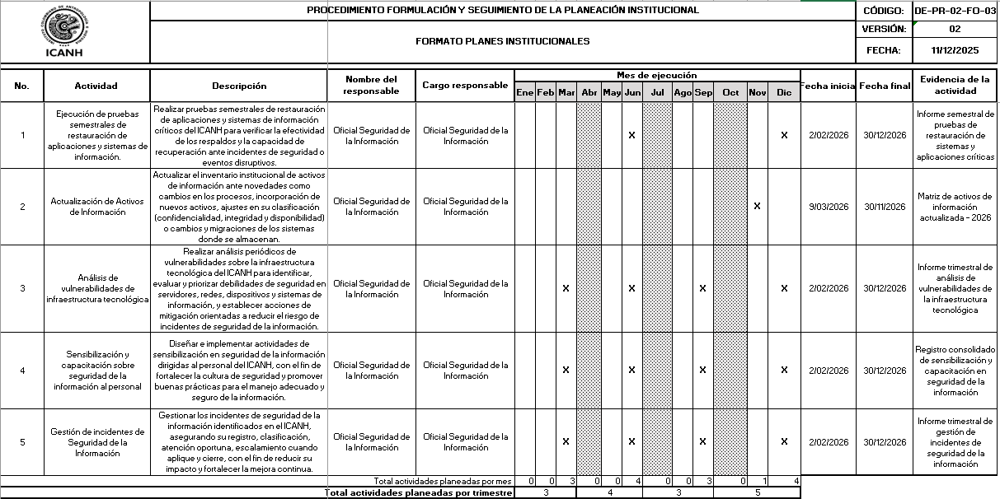 PROCEDIMIENTO FORMULACIÓN Y SEGUIMIENTO DE LA PLANEACIÓN INSTITUCIONAL
CÓDIGO: DE-PR-02-FO-03
VERSIÓN: 02
FORMATO PLANES INSTITUCIONALES
FECHA: 11/12/2025
ICANH
No. Actividad Descripción Nombre del responsable Cargo responsable Mes de ejecución Fecha inicial Fecha final Evidencia de la actividad
Ene Feb Mar Abr May Jun Jul Ago Sep Oct Nov Dic
1
Ejecución de pruebas
semestrales de
restauración de
aplicaciones y sistemas de
información.
Realizar pruebas semestrales de restauración
de aplicaciones y sistemas de información
críticos del ICANH para verificar la efectividad
de los respaldos y la capacidad de
recuperación ante incidentes de seguridad o
eventos disruptivos.
Oficial Seguridad de
la Información
Oficial Seguridad de la
Información
X X
2/02/2026 30/12/2026
Informe semestral de
pruebas de
restauración de
sistemas y
aplicaciones críticas
2
Actualización de Activos
de Información
Actualizar el inventario institucional de activos
de información ante novedades como
cambios en los procesos, incorporación de
nuevos activos, ajustes en su clasificación
(confidencialidad, integridad y disponibilidad)
o cambios y migraciones de los sistemas
donde se almacenan.
Oficial Seguridad de
la Información
Oficial Seguridad de la
Información
X
9/03/2026 30/11/2026
Matriz de activos de
información
actualizada - 2026
3
Análisis de
vulnerabilidades de
infraestructura tecnológica
Realizar análisis periódicos de
vulnerabilidades sobre la infraestructura
tecnológica del ICANH para identificar,
evaluar y priorizar debilidades de seguridad en
servidores, redes, dispositivos y sistemas de
información, y establecer acciones de
mitigación orientadas a reducir el riesgo de
incidentes de seguridad de la información.
Oficial Seguridad de
la Información
Oficial Seguridad de la
Información
X X X X
2/02/2026 30/12/2026
Informe trimestral de
análisis de
vulnerabilidades de
la infraestructura
tecnológica
4
Sensibilización y
capacitación sobre
seguridad de la
información al personal
Diseñar e implementar actividades de
sensibilización en seguridad de la información
dirigidas al personal del ICANH, con el fin de
fortalecer la cultura de seguridad y promover
buenas prácticas para el manejo adecuado y
seguro de la información.
Oficial Seguridad de
la Información
Oficial Seguridad de la
Información
X X X X
2/02/2026 30/12/2026
Registro consolidado
de sensibilización y
capacitación en
seguridad de la
información
5
Gestión de incidentes de
Seguridad de la
Información
Gestionar los incidentes de seguridad de la
información identificados en el ICANH,
asegurando su registro, clasificación,
atención oportuna, escalamiento cuando
aplique y cierre, con el fin de reducir su
impacto y fortalecer la mejora continua.
Oficial Seguridad de
la Información
Oficial Seguridad de la
Información
X X X X
2/02/2026 30/12/2026
Informe trimestral de
gestión de
incidentes de
seguridad de la
información
Total actividades planeadas por mes 0 0 3 0 0 4 0 0 3 0 1 4
Total actividades planeadas por trimestre 3 4 3 5